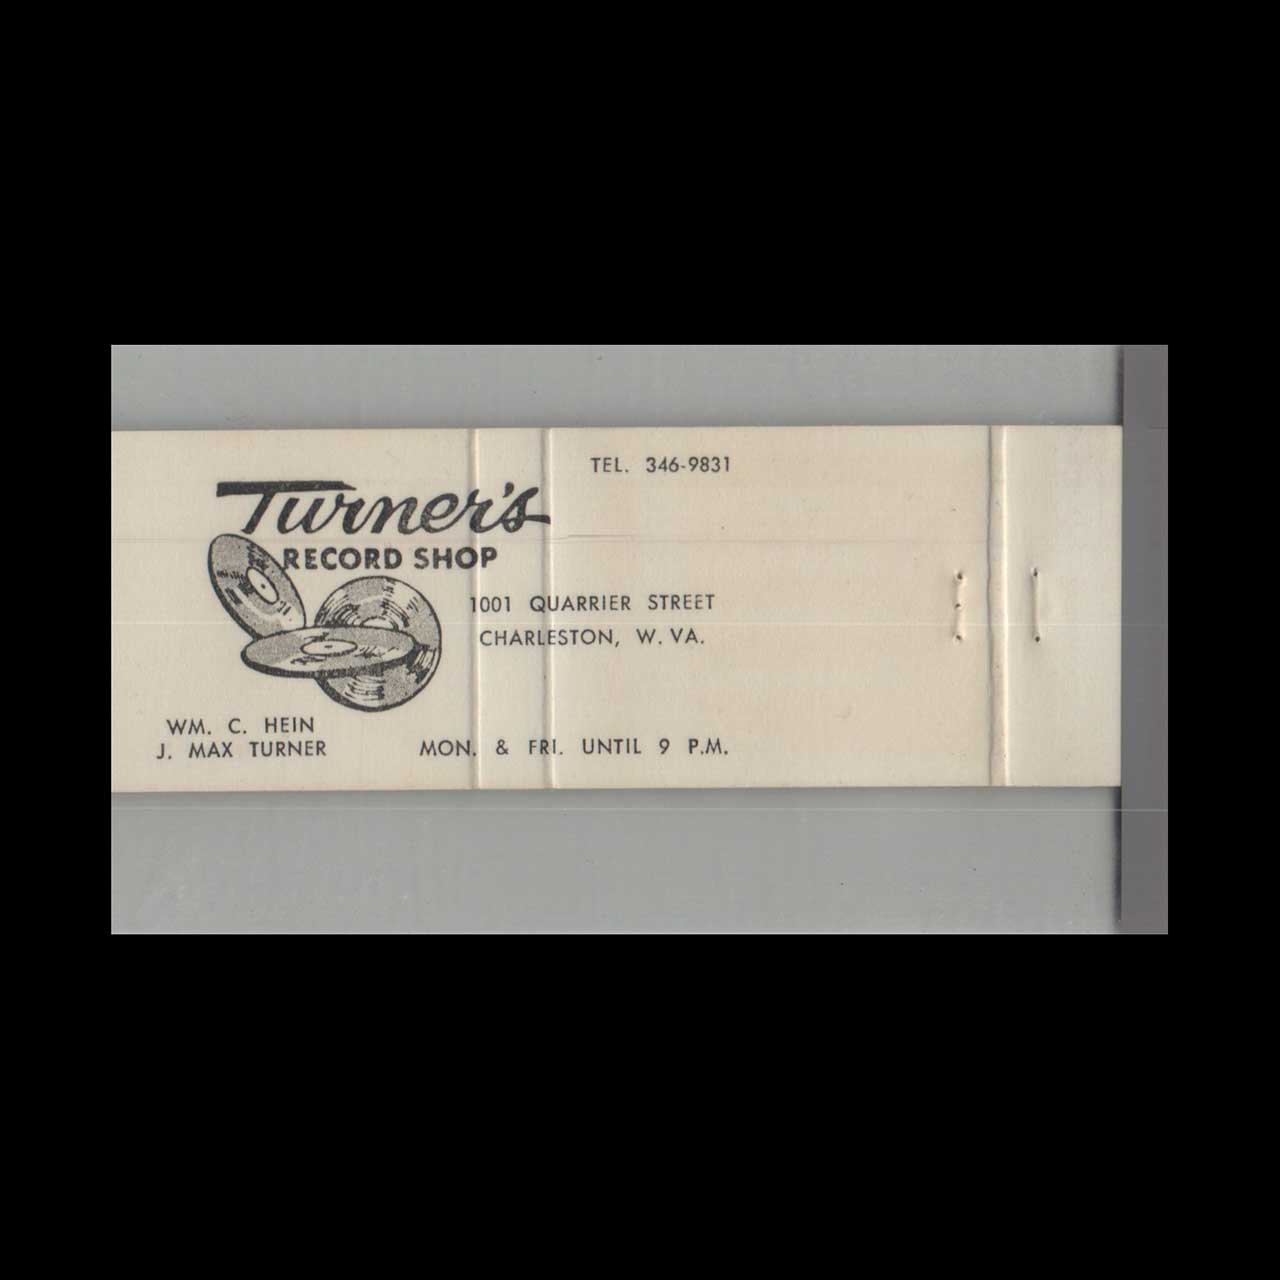 TEL. 346-9831
Turner's
RECORD SHOP
1001 QUARRIER STREET
CHARLESTON, W. VA.
WM. C. HEIN
J. MAX TURNER
MON. & FRI. UNTIL 9 P.M.